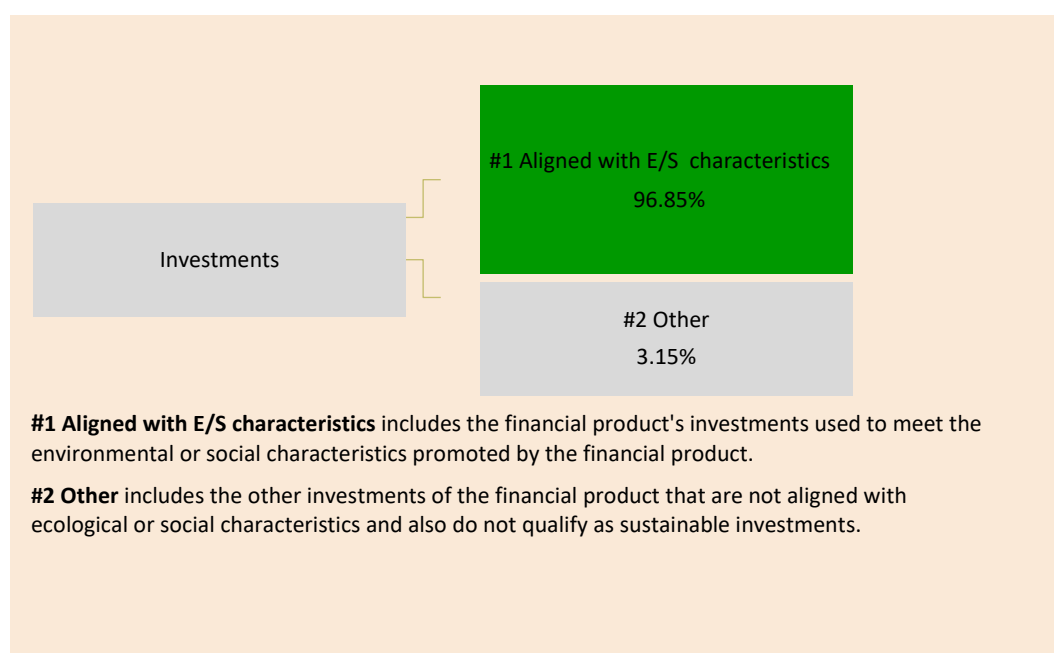 #1 Aligned with E/S characteristics
96.85%
Investments
#2 Other
3.15%
#1 Aligned with E/S characteristics includes the financial product's investments used to meet the
environmental or social characteristics promoted by the financial product.
#2 Other includes the other investments of the financial product that are not aligned with
ecological or social characteristics and also do not qualify as sustainable investments.